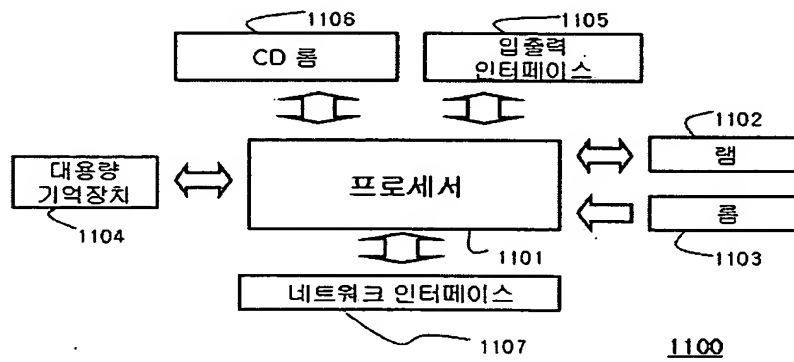 1106
1105
CD 롬
입출력
인터페이스
1102
램
대용량
기억장치
1104
프로세서
롬
1101
1103
네트워크 인터페이스
1107
1100